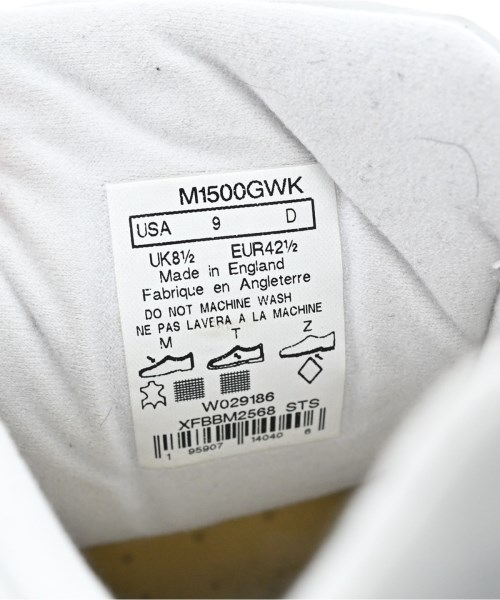 M1500GWK
USA 9 D
UK8½ EUR42½
Made in England
Fabrique en Angleterre
DO NOT MACHINE WASH
NE PAS LAVERA A LA MACHINE
M T Z
W029186
XFBBM2568 STS
1 95907 14040 6